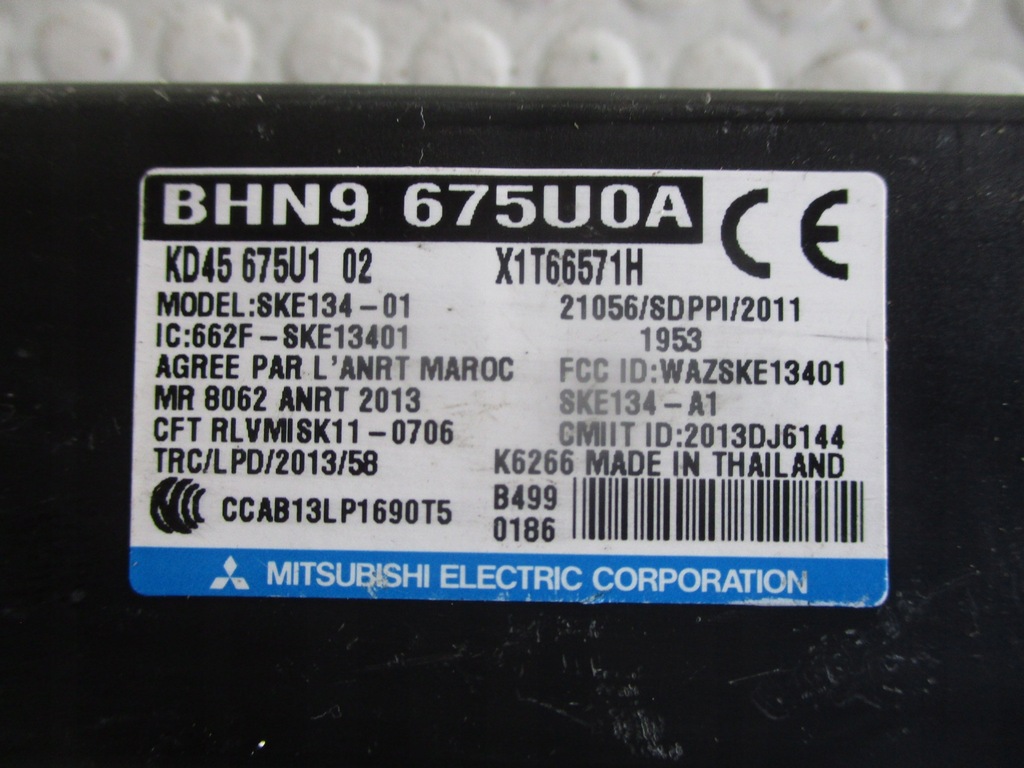 BHN9 675U0A
CE
KD45 675U1 02 X1T66571H
MODEL:SKE134-01 21056/SDPPI/2011
IC:662F-SKE13401 1953
AGREE PAR L'ANRT MAROC FCC ID:WAZSKE13401
MR 8062 ANRT 2013 SKE134-A1
CFT RLVMISK11-0706 CMIIT ID:2013DJ6144
TRC/LPD/2013/58 K6266 MADE IN THAILAND
CCAB13LP1690T5 B499
0186
MITSUBISHI ELECTRIC CORPORATION